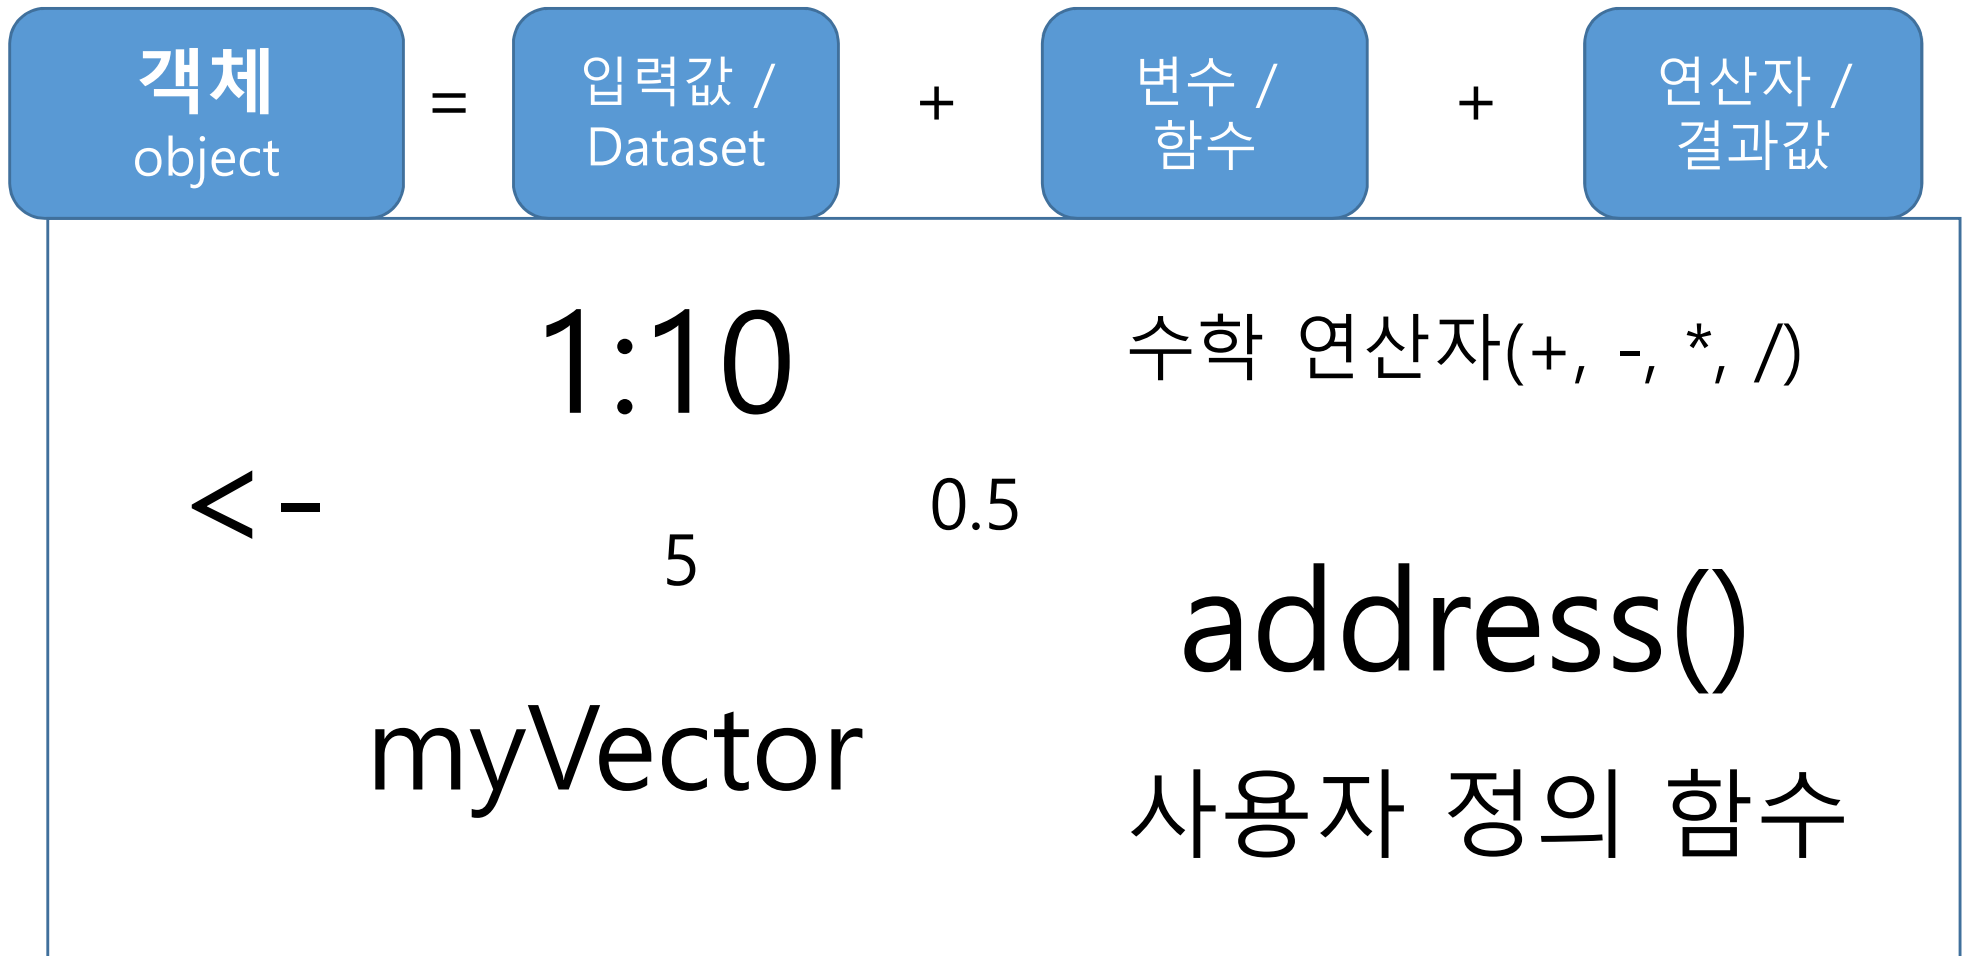 객체
object
=
입력값 /
Dataset
+
변수 /
함수
+
연산자 /
결과값
1:10
수학 연산자(+, -, *, /)
<-
5
0.5
address()
myVector
사용자 정의 함수